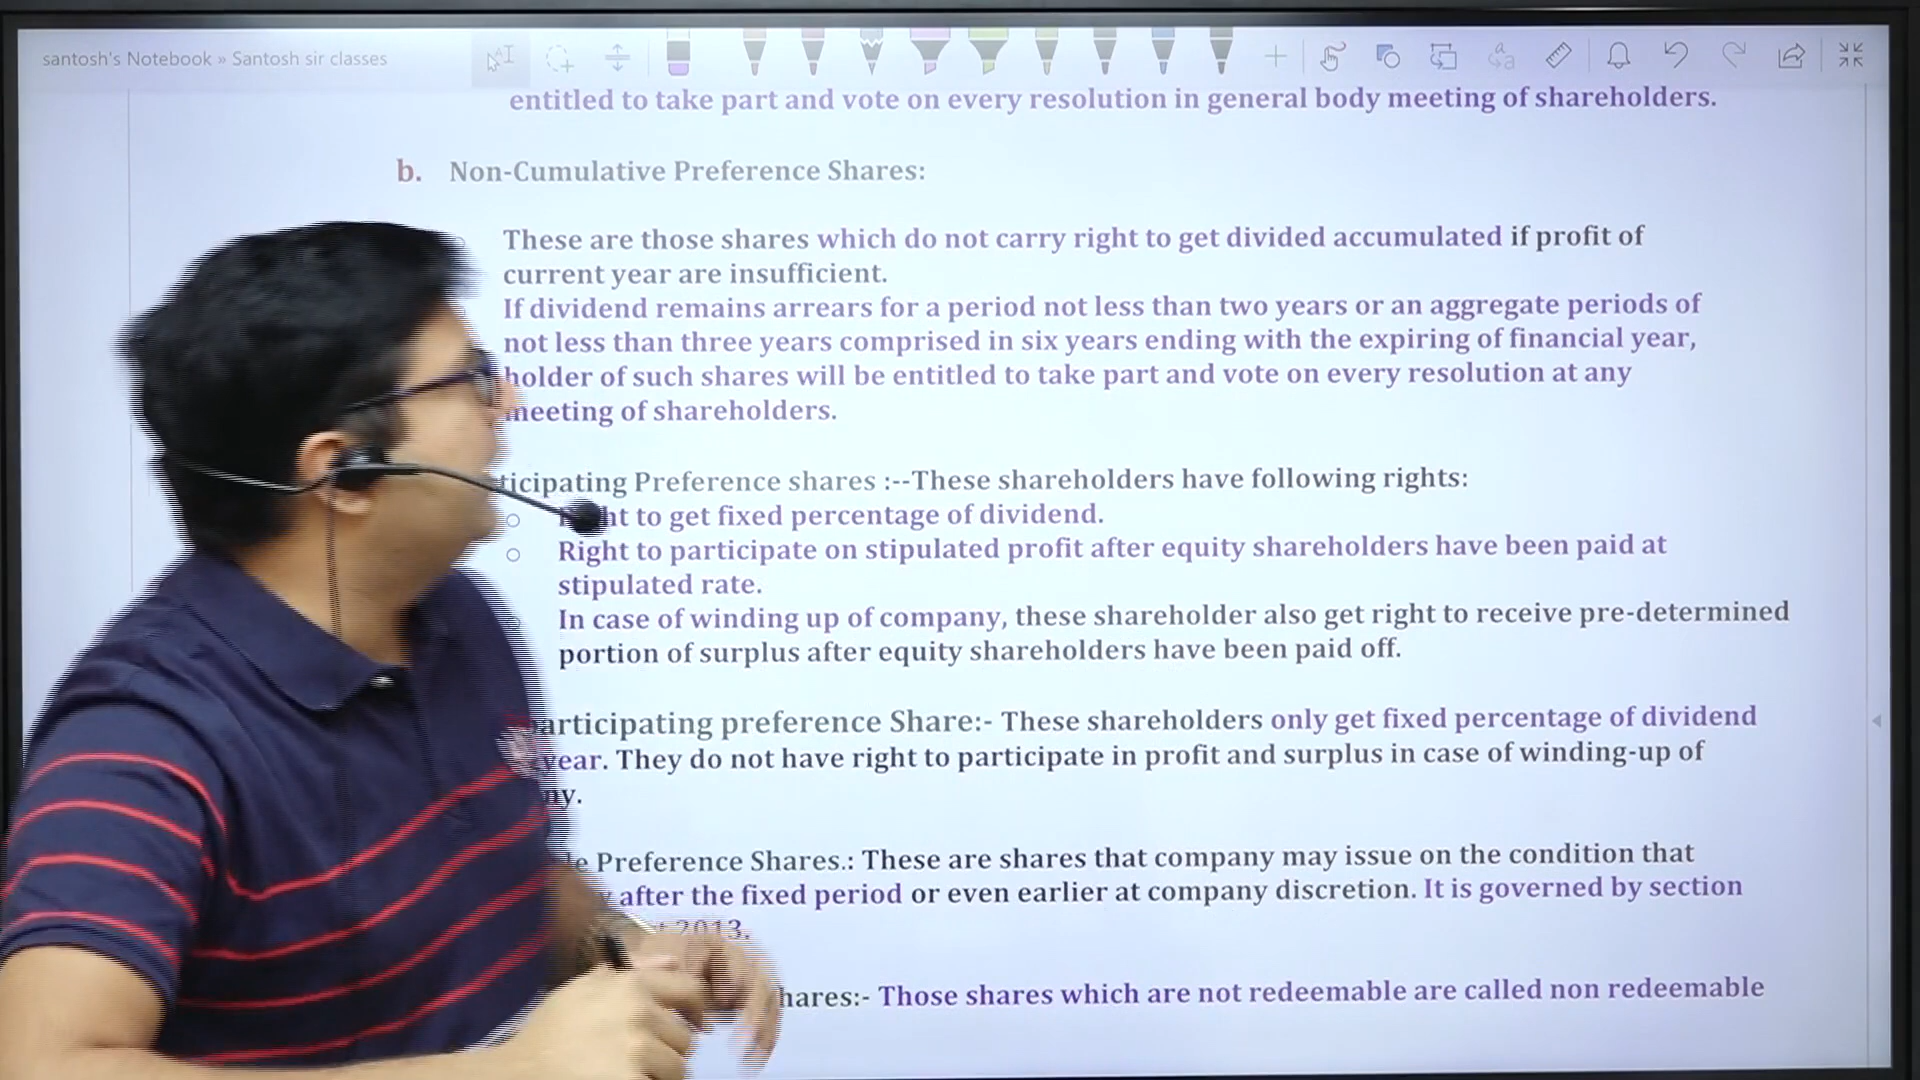 santosh's Notebook » Santosh sir classes
entitled to take part and vote on every resolution in general body meeting of shareholders.
b. Non-Cumulative Preference Shares:
These are those shares which do not carry right to get divided accumulated if profit of
current year are insufficient.
If dividend remains arrears for a period not less than two years or an aggregate periods of
not less than three years comprised in six years ending with the expiring of financial year,
holder of such shares will be entitled to take part and vote on every resolution at any
meeting of shareholders.
ticipating Preference shares :--These shareholders have following rights:
ht to get fixed percentage of dividend.
Right to participate on stipulated profit after equity shareholders have been paid at
stipulated rate.
In case of winding up of company, these shareholder also get right to receive pre-determined
portion of surplus after equity shareholders have been paid off.
articipating preference Share:- These shareholders only get fixed percentage of dividend
year. They do not have right to participate in profit and surplus in case of winding-up of
ny.
e Preference Shares.: These are shares that company may issue on the condition that
after the fixed period or even earlier at company discretion. It is governed by section
2013.
hares:- Those shares which are not redeemable are called non redeemable